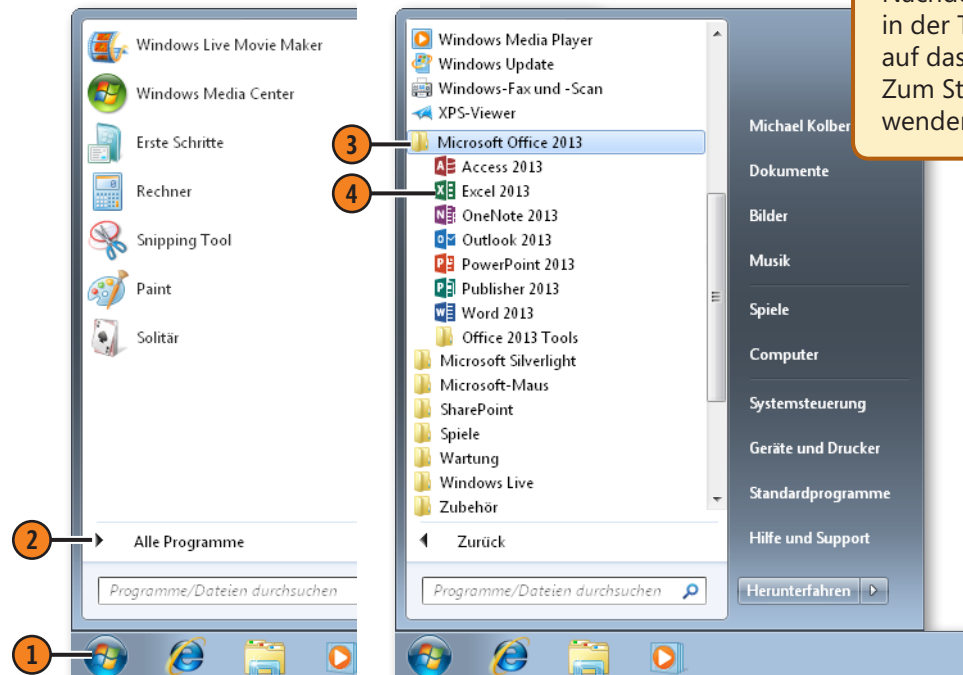 Windows Live Movie Maker
Windows Media Center
Erste Schritte
Rechner
Snipping Tool
Paint
Solitär
2
Alle Programme
Programme/Dateien durchsuchen
1
Windows Media Player
Windows Update
Windows-Fax und -Scan
XPS-Viewer
3
Microsoft Office 2013
Access 2013
4
Excel 2013
OneNote 2013
Outlook 2013
PowerPoint 2013
Publisher 2013
Word 2013
Office 2013 Tools
Microsoft Silverlight
Microsoft-Maus
SharePoint
Spiele
Wartung
Windows Live
Zubehör
Zurück
Programme/Dateien durchsuchen
Michael Kolber
Dokumente
Bilder
Musik
Spiele
Computer
Systemsteuerung
Geräte und Drucker
Standardprogramme
Hilfe und Support
Herunterfahren
in der T
auf das
Zum St
wender